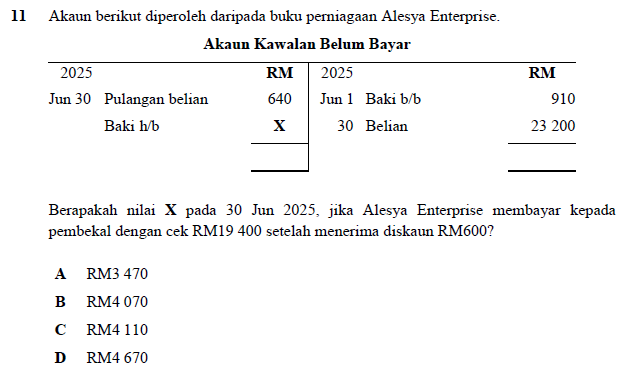 11 Akaun berikut diperoleh daripada buku perniagaan Alesya Enterprise.
Akaun Kawalan Belum Bayar
2025 RM 2025 RM
Jun 30 Pulangan belian 640 Jun 1 Baki b/b 910
Baki h/b X 30 Belian 23 200
Berapakah nilai X pada 30 Jun 2025, jika Alesya Enterprise membayar kepada
pembekal dengan cek RM19 400 setelah menerima diskaun RM600?
A RM3 470
B RM4 070
C RM4 110
D RM4 670